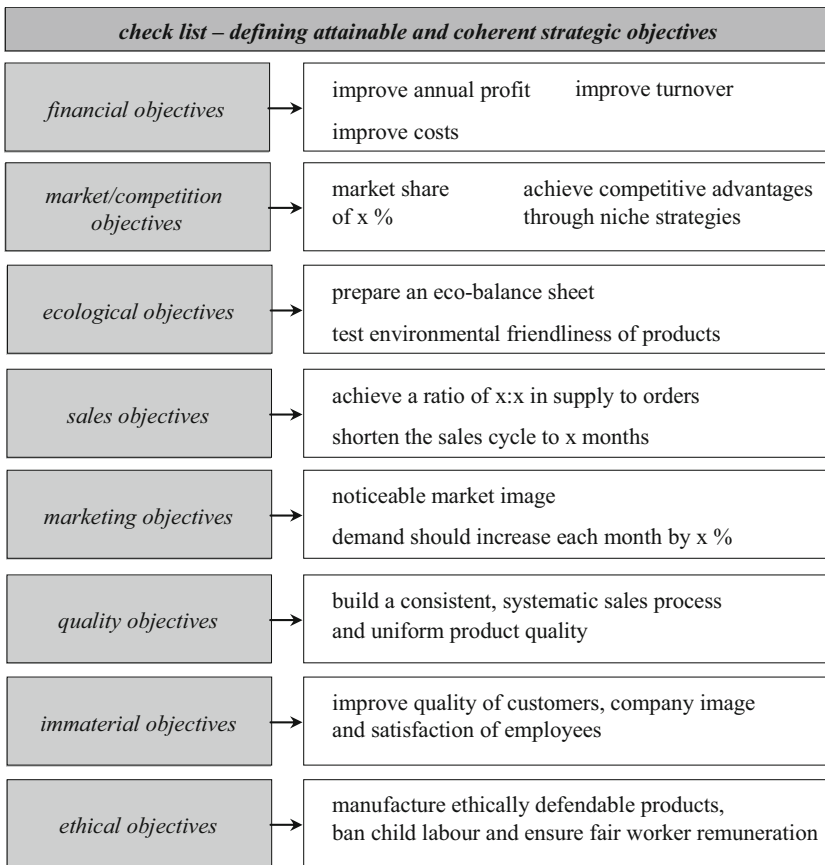 check list – defining attainable and coherent strategic objectives
financial objectives
improve annual profit improve turnover
improve costs
market/competition
objectives
market share achieve competitive advantages
of x % through niche strategies
ecological objectives
prepare an eco-balance sheet
test environmental friendliness of products
sales objectives
achieve a ratio of x:x in supply to orders
shorten the sales cycle to x months
marketing objectives
noticeable market image
demand should increase each month by x %
quality objectives
build a consistent, systematic sales process
and uniform product quality
immaterial objectives
improve quality of customers, company image
and satisfaction of employees
ethical objectives
manufacture ethically defendable products,
ban child labour and ensure fair worker remuneration